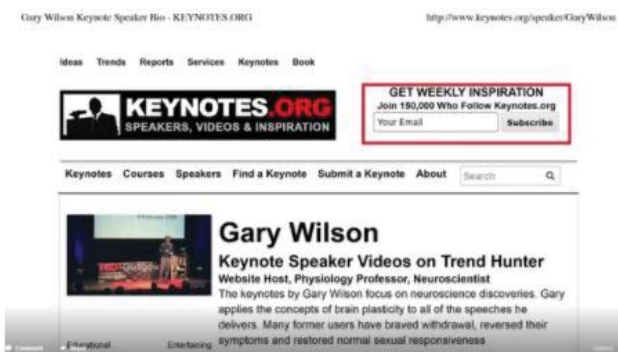 Gary Wilson Keynote Speaker Bio - KEYNOTES.ORG
http://www.keynotes.org/speaker/GaryWilson
Ideas Trends Reports Services Keynotes Book
KEYNOTES.ORG
SPEAKERS, VIDEOS & INSPIRATION
GET WEEKLY INSPIRATION
Join 150,000 Who Follow Keynotes.org
Your Email Subscribe
Keynotes Courses Speakers Find a Keynote Submit a Keynote About Search
Gary Wilson
Keynote Speaker Videos on Trend Hunter
Website Host, Physiology Professor, Neuroscientist
The keynotes by Gary Wilson focus on neuroscience discoveries. Gary
applies the concepts of brain plasticity to all of the speeches he
delivers. Many former users have braved withdrawal, reversed their
symptoms and restored normal sexual responsiveness
Educational Entertaining